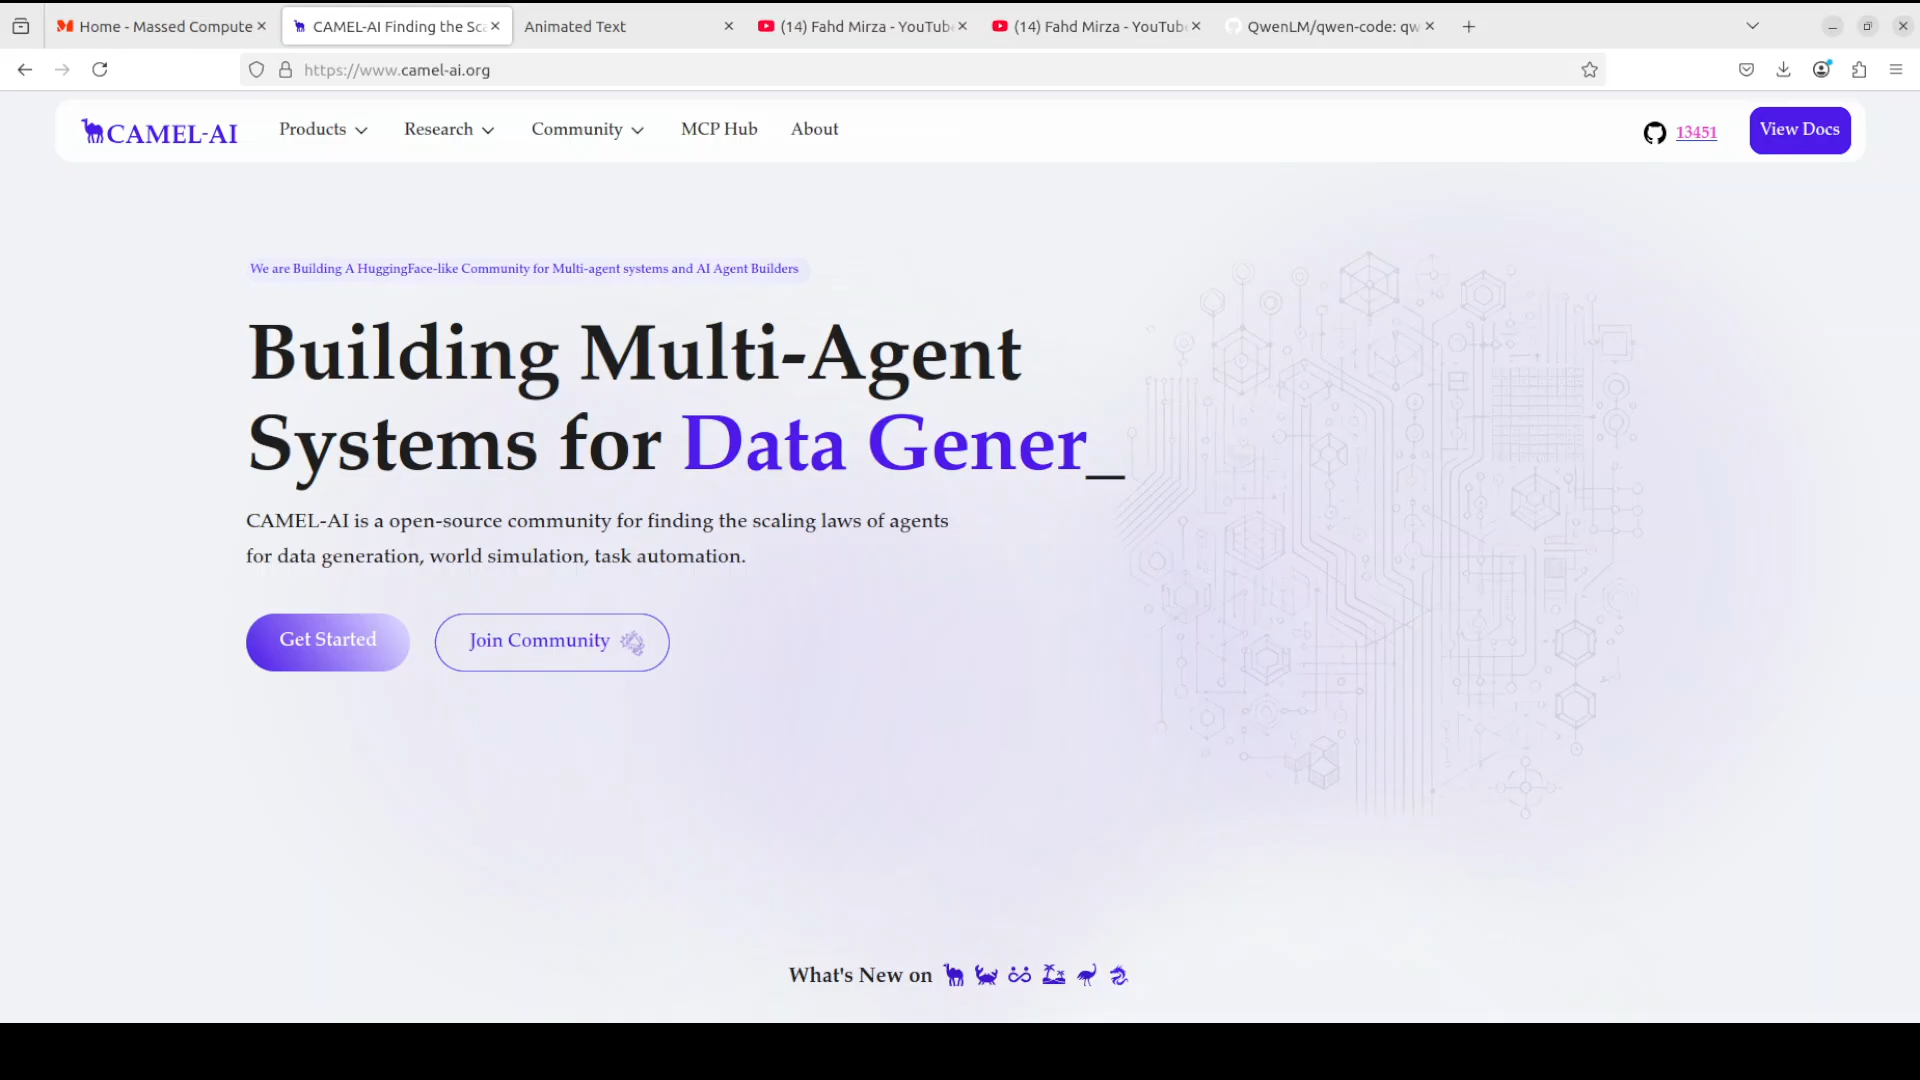 Home - Massed Compute
CAMEL-AI Finding the Sca
Animated Text
(14) Fahd Mirza - YouTube
(14) Fahd Mirza - YouTube
QwenLM/qwen-code: qw
https://www.camel-ai.org
CAMEL-AI
Products
Research
Community
MCP Hub
About
13451
View Docs
We are Building A HuggingFace-like Community for Multi-agent systems and AI Agent Builders
Building Multi-Agent
Systems for Data Gener_
CAMEL-AI is a open-source community for finding the scaling laws of agents
for data generation, world simulation, task automation.
Get Started
Join Community
What's New on